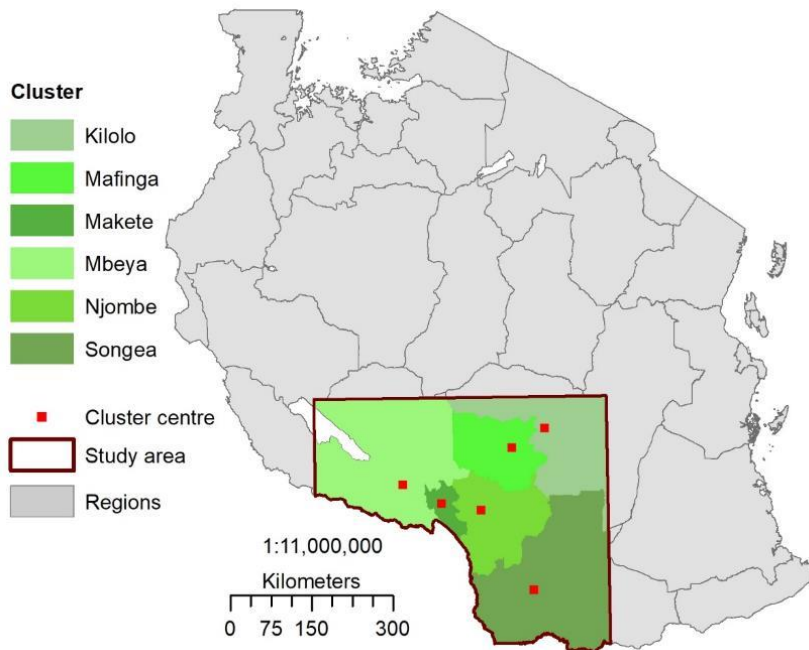 Cluster
Kilolo
Mafinga
Makete
Mbeya
Njombe
Songea
Cluster centre
Study area
Regions
1:11,000,000
Kilometers
0 75 150 300